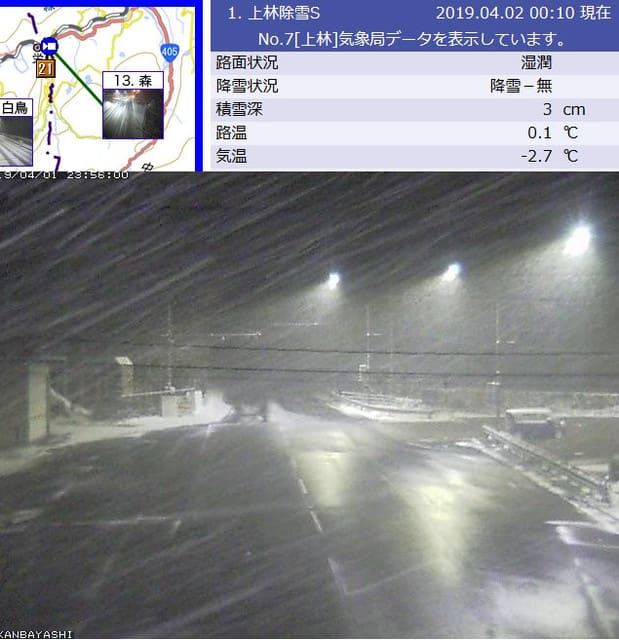 1. 上林除雪S 2019.04.02 00:10 現在
No.7[上林]気象局データを表示しています。
路面状況 湿潤
降雪状況 降雪－無
積雪深 3 cm
路温 0.1 ℃
気温 -2.7 ℃
405
21
13. 森
白鳥
中
9/04/01 23:56:00
KANBAYASHI